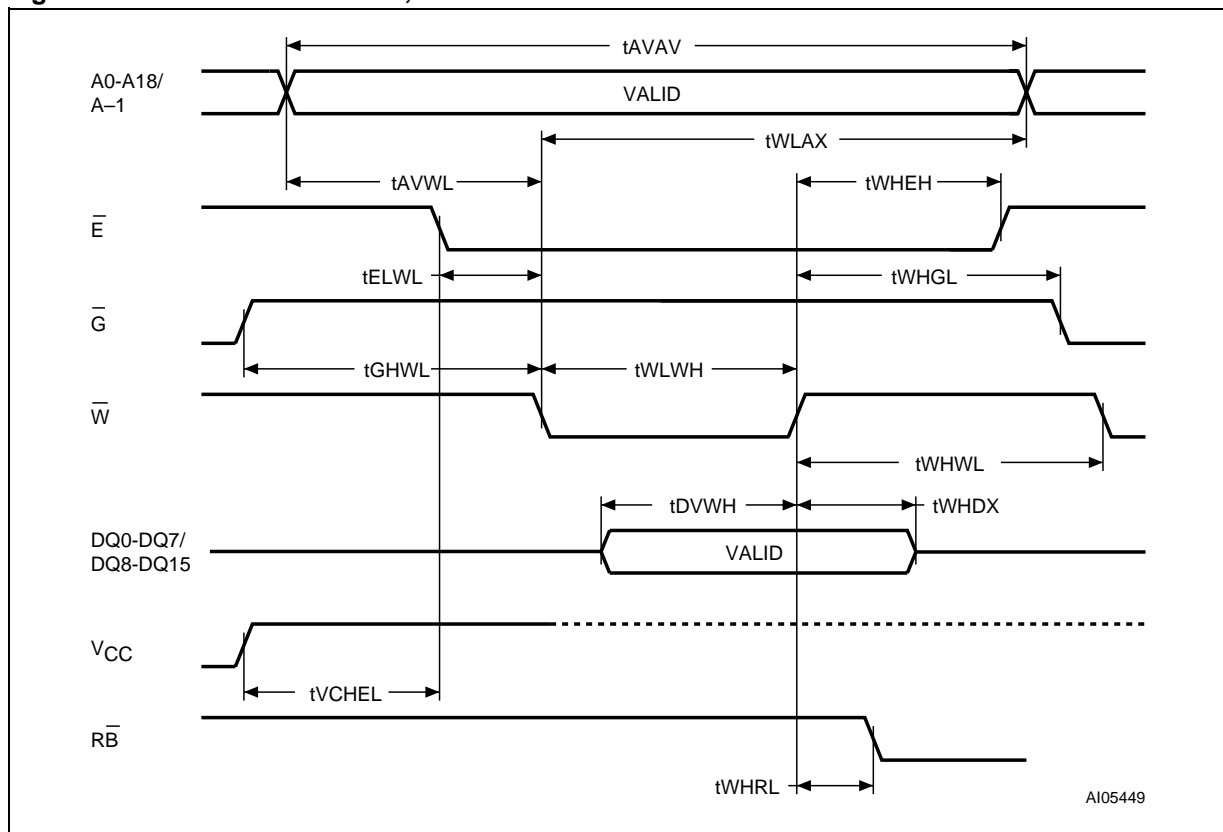 tAVAV
A0-A18/
A–1
VALID
tWLAX
tAVWL
tWHEH
E̅
tELWL
tWHGL
G̅
tGHWL
tWLWH
W̅
tWHWL
tDVWH
tWHDX
DQ0-DQ7/
DQ8-DQ15
VALID
VCC
tVCHEL
RB̅
tWHRL
AI05449